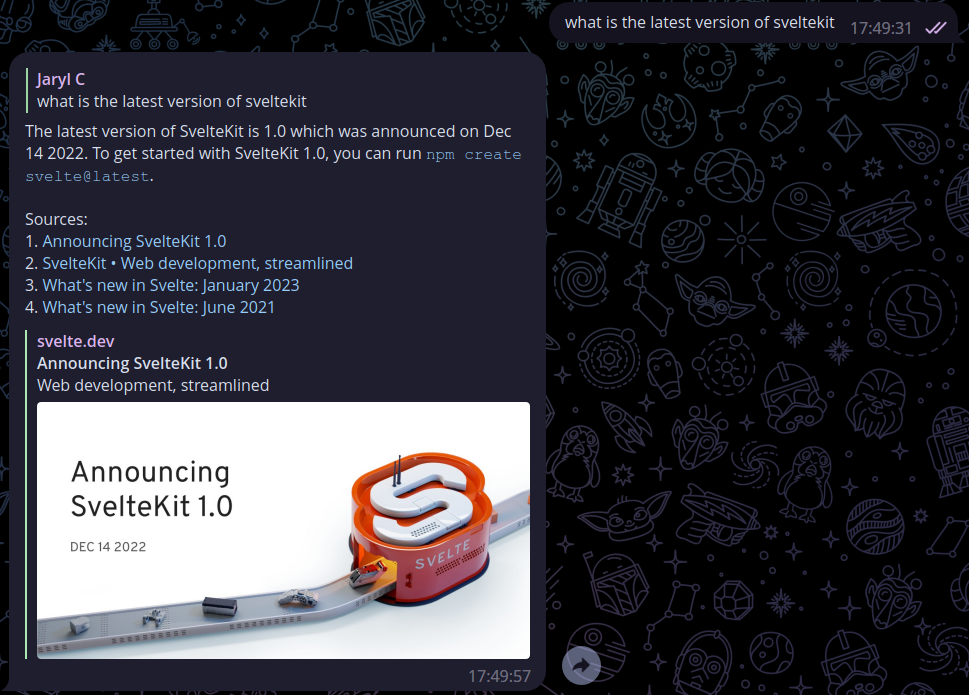 what is the latest version of sveltekit 17:49:31
Jaryl C
what is the latest version of sveltekit
The latest version of SvelteKit is 1.0 which was announced on Dec
14 2022. To get started with SvelteKit 1.0, you can run npm create
svelte@latest.
Sources:
1. Announcing SvelteKit 1.0
2. SvelteKit • Web development, streamlined
3. What's new in Svelte: January 2023
4. What's new in Svelte: June 2021
svelte.dev
Announcing SvelteKit 1.0
Web development, streamlined
Announcing
SvelteKit 1.0
DEC 14 2022
SVELTE
17:49:57